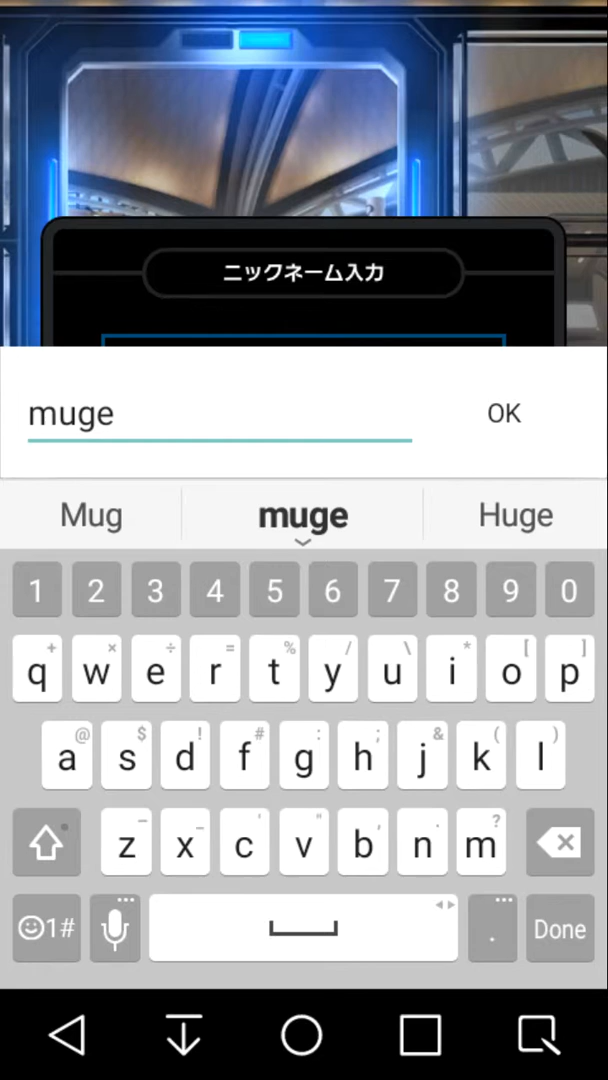 ニックネーム入力
muge
OK
Mug muge Huge
1 2 3 4 5 6 7 8 9 0
+ × ÷ = % / \ * [ ]
q w e r t y u i o p
@ $ ! # : ; & ( )
a s d f g h j k l
- _ ' " , . ?
z x c v b n m
1# . Done